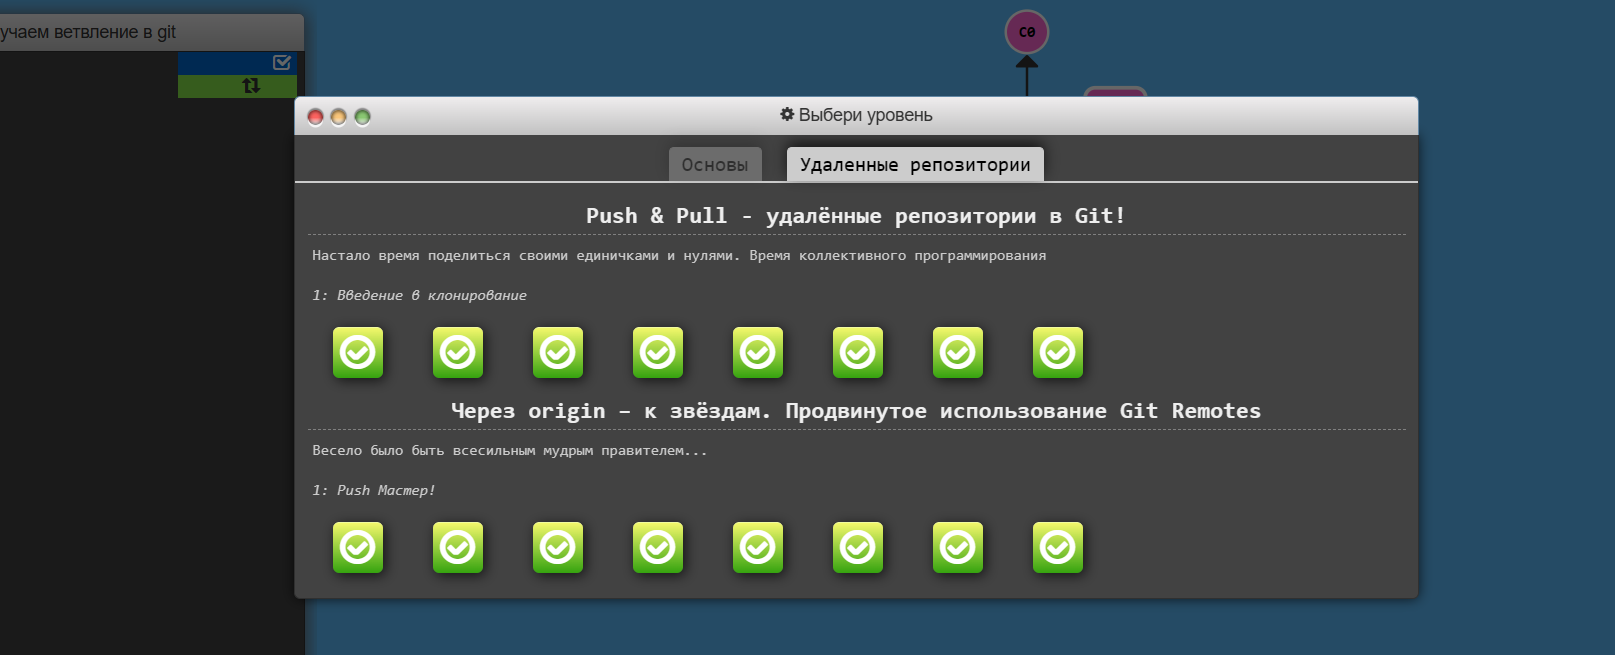 учаем ветвление в git
C0
Выбери уровень
Основы
Удаленные репозитории
Push & Pull - удалённые репозитории в Git!
Настало время поделиться своими единичками и нулями. Время коллективного программирования
1: Введение в клонирование
Через origin – к звёздам. Продвинутое использование Git Remotes
Весело было быть всесильным мудрым правителем...
1: Push Мастер!